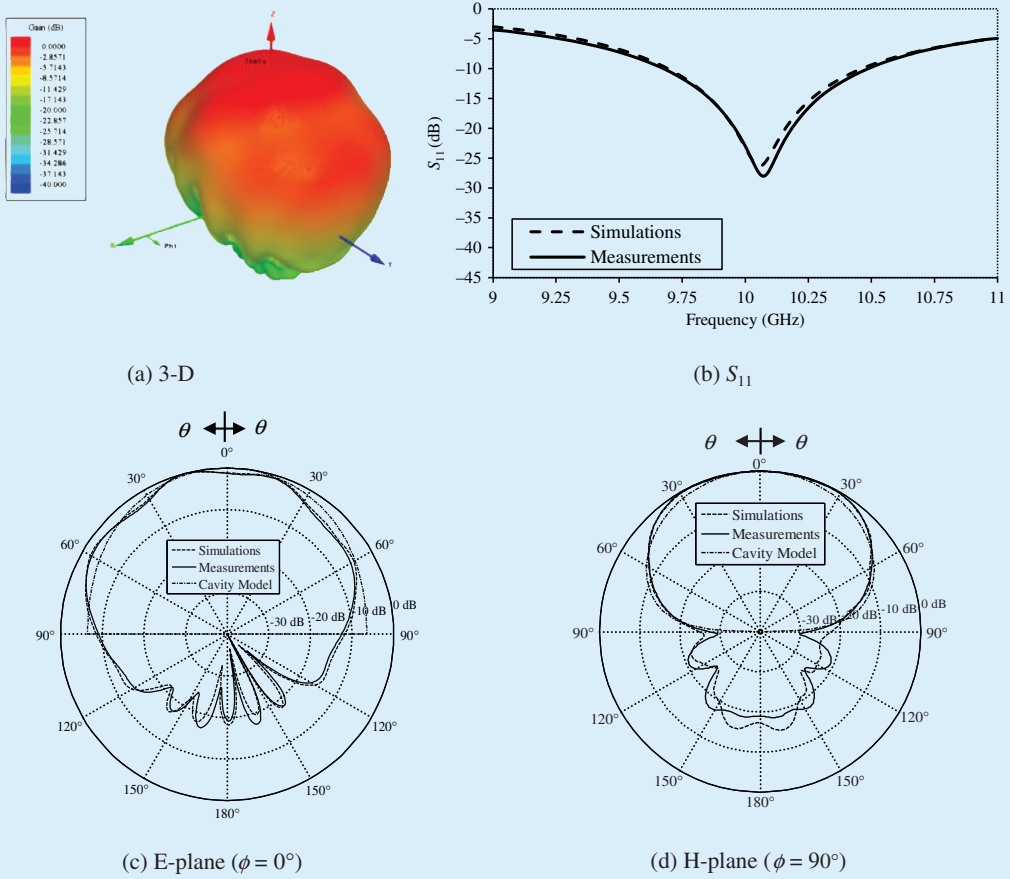 Gain (dB)
0.0000
-2.8571
-5.7143
-8.5714
-11.429
-17.143
-20.000
-22.857
-25.714
-28.571
-31.429
-34.286
-37.143
-40.000
Z
Theta
Phi
Y
0
–5
–10
–15
–20
–25
–30
–35
–40
–45
S11 (dB)
Simulations
Measurements
9
9.25
9.5
9.75
10
10.25
10.5
10.75
11
Frequency (GHz)
(a) 3-D
(b) S11
θ θ
0°
30° 30°
60° 60°
90° 90°
120° 120°
150° 150°
180°
Simulations
Measurements
Cavity Model
-30 dB -20 dB -10 dB 0 dB
(c) E-plane (ϕ = 0°)
θ θ
0°
30° 30°
60° 60°
90° 90°
120° 120°
150° 150°
180°
Simulations
Measurements
Cavity Model
-30 dB -20 dB -10 dB 0 dB
(d) H-plane (ϕ = 90°)